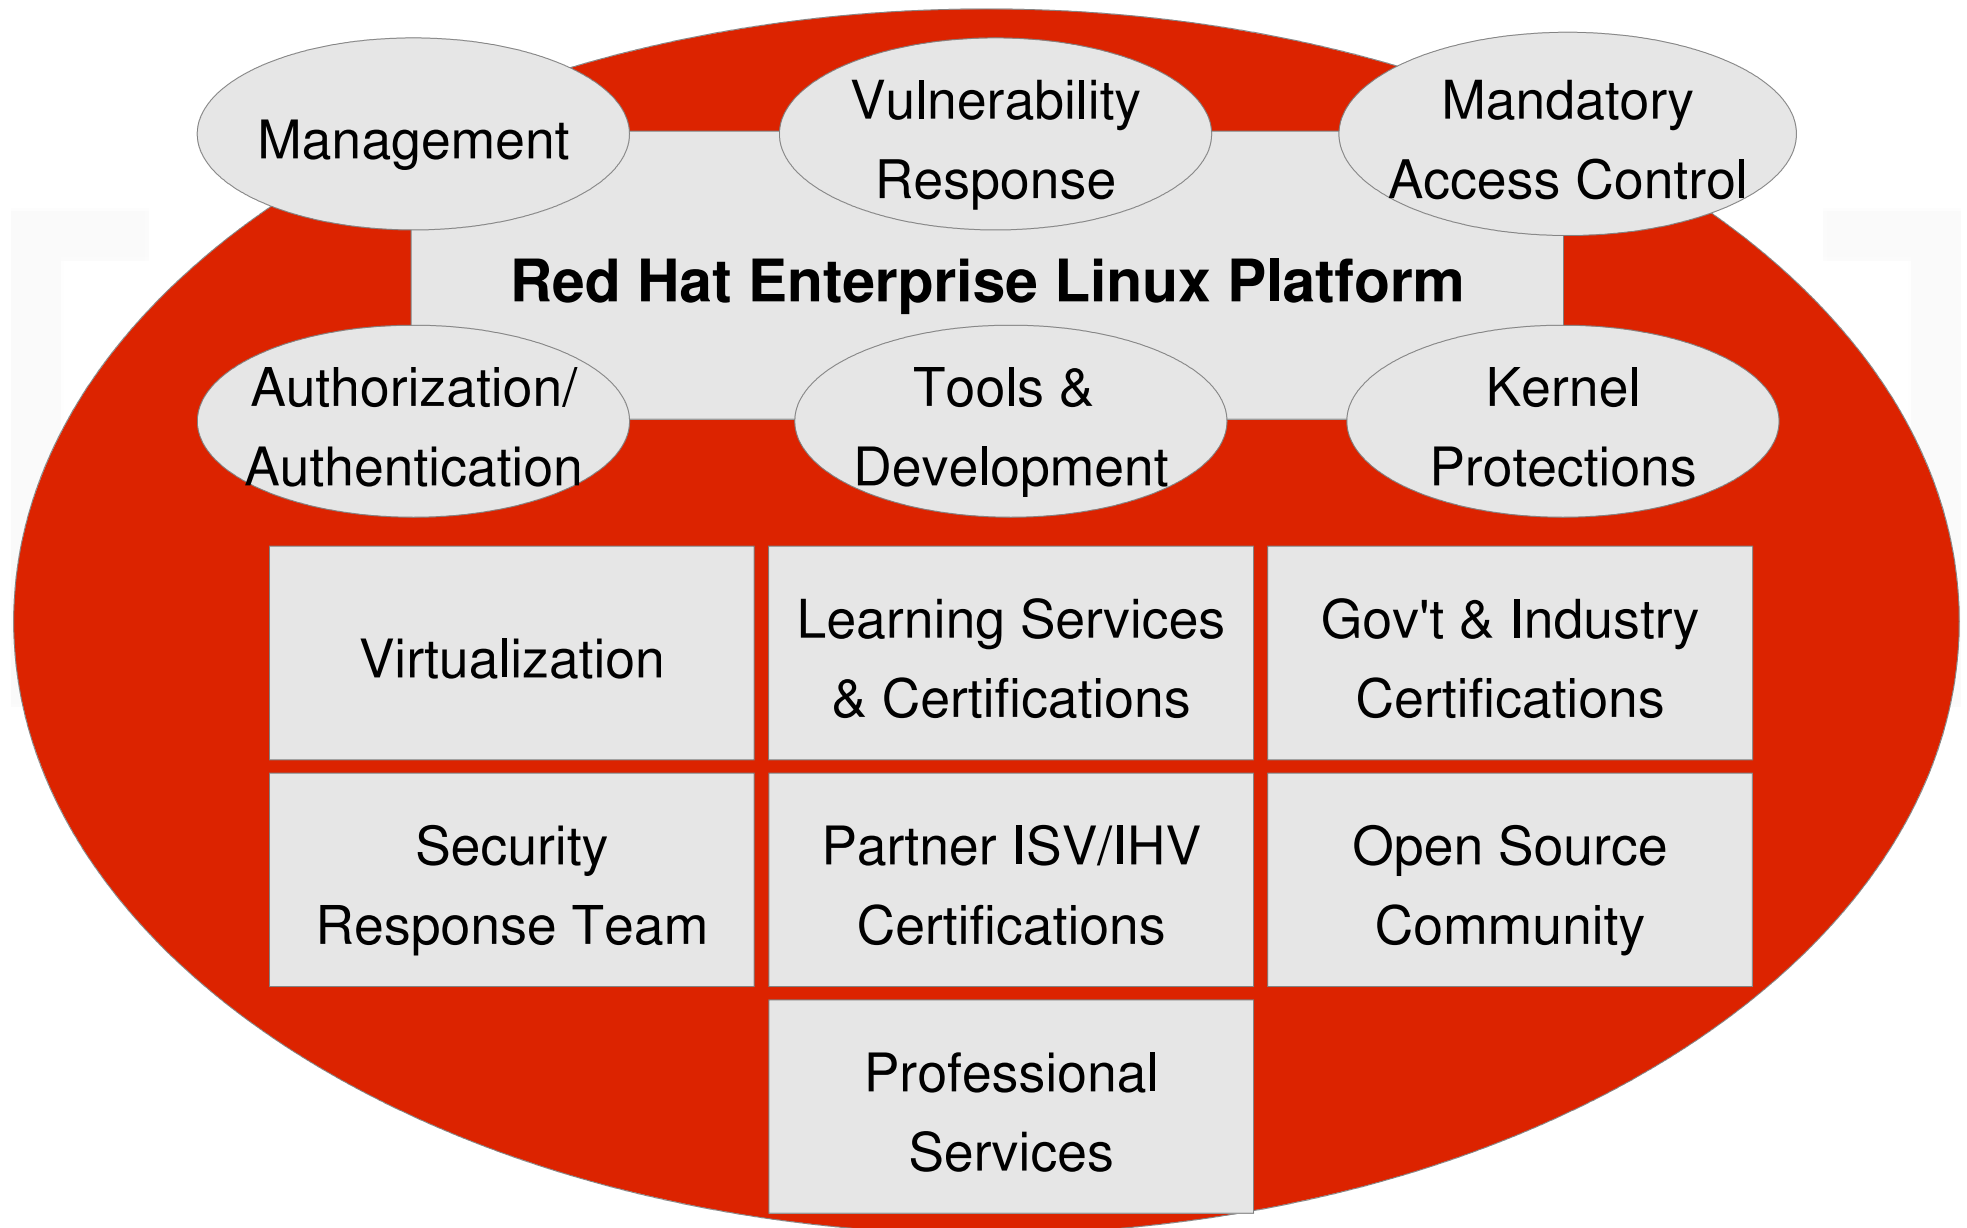 Management
Vulnerability
Response
Mandatory
Access Control
Red Hat Enterprise Linux Platform
Authorization/
Authentication
Tools &
Development
Kernel
Protections
Virtualization
Learning Services
& Certifications
Gov't & Industry
Certifications
Security
Response Team
Partner ISV/IHV
Certifications
Open Source
Community
Professional
Services